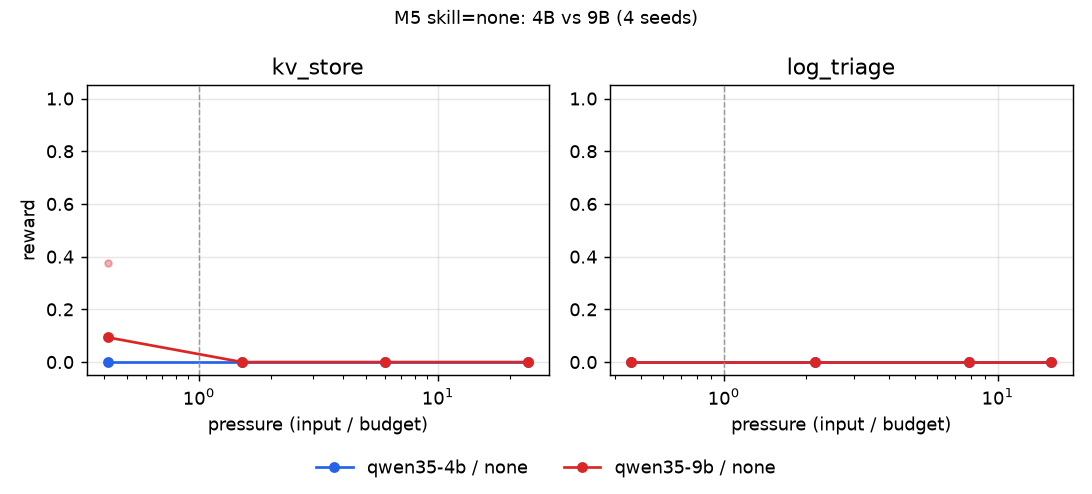 M5 skill=none: 4B vs 9B (4 seeds)
kv_store
log_triage
reward
1.0
0.8
0.6
0.4
0.2
0.0
10⁰
10¹
pressure (input / budget)
1.0
0.8
0.6
0.4
0.2
0.0
10⁰
10¹
pressure (input / budget)
qwen35-4b / none
qwen35-9b / none